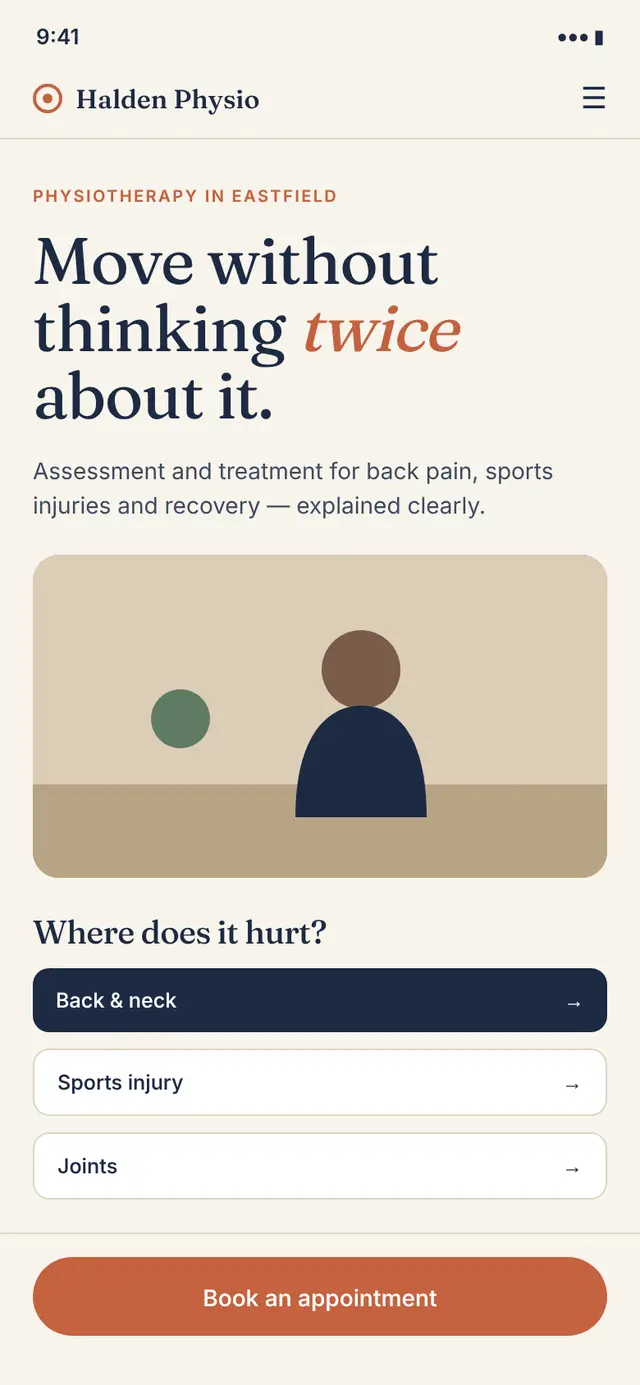 9:41
Halden Physio
PHYSIOTHERAPY IN EASTFIELD
Move without
thinking twice
about it.
Assessment and treatment for back pain, sports
injuries and recovery — explained clearly.
Where does it hurt?
Back & neck →
Sports injury →
Joints →
Book an appointment